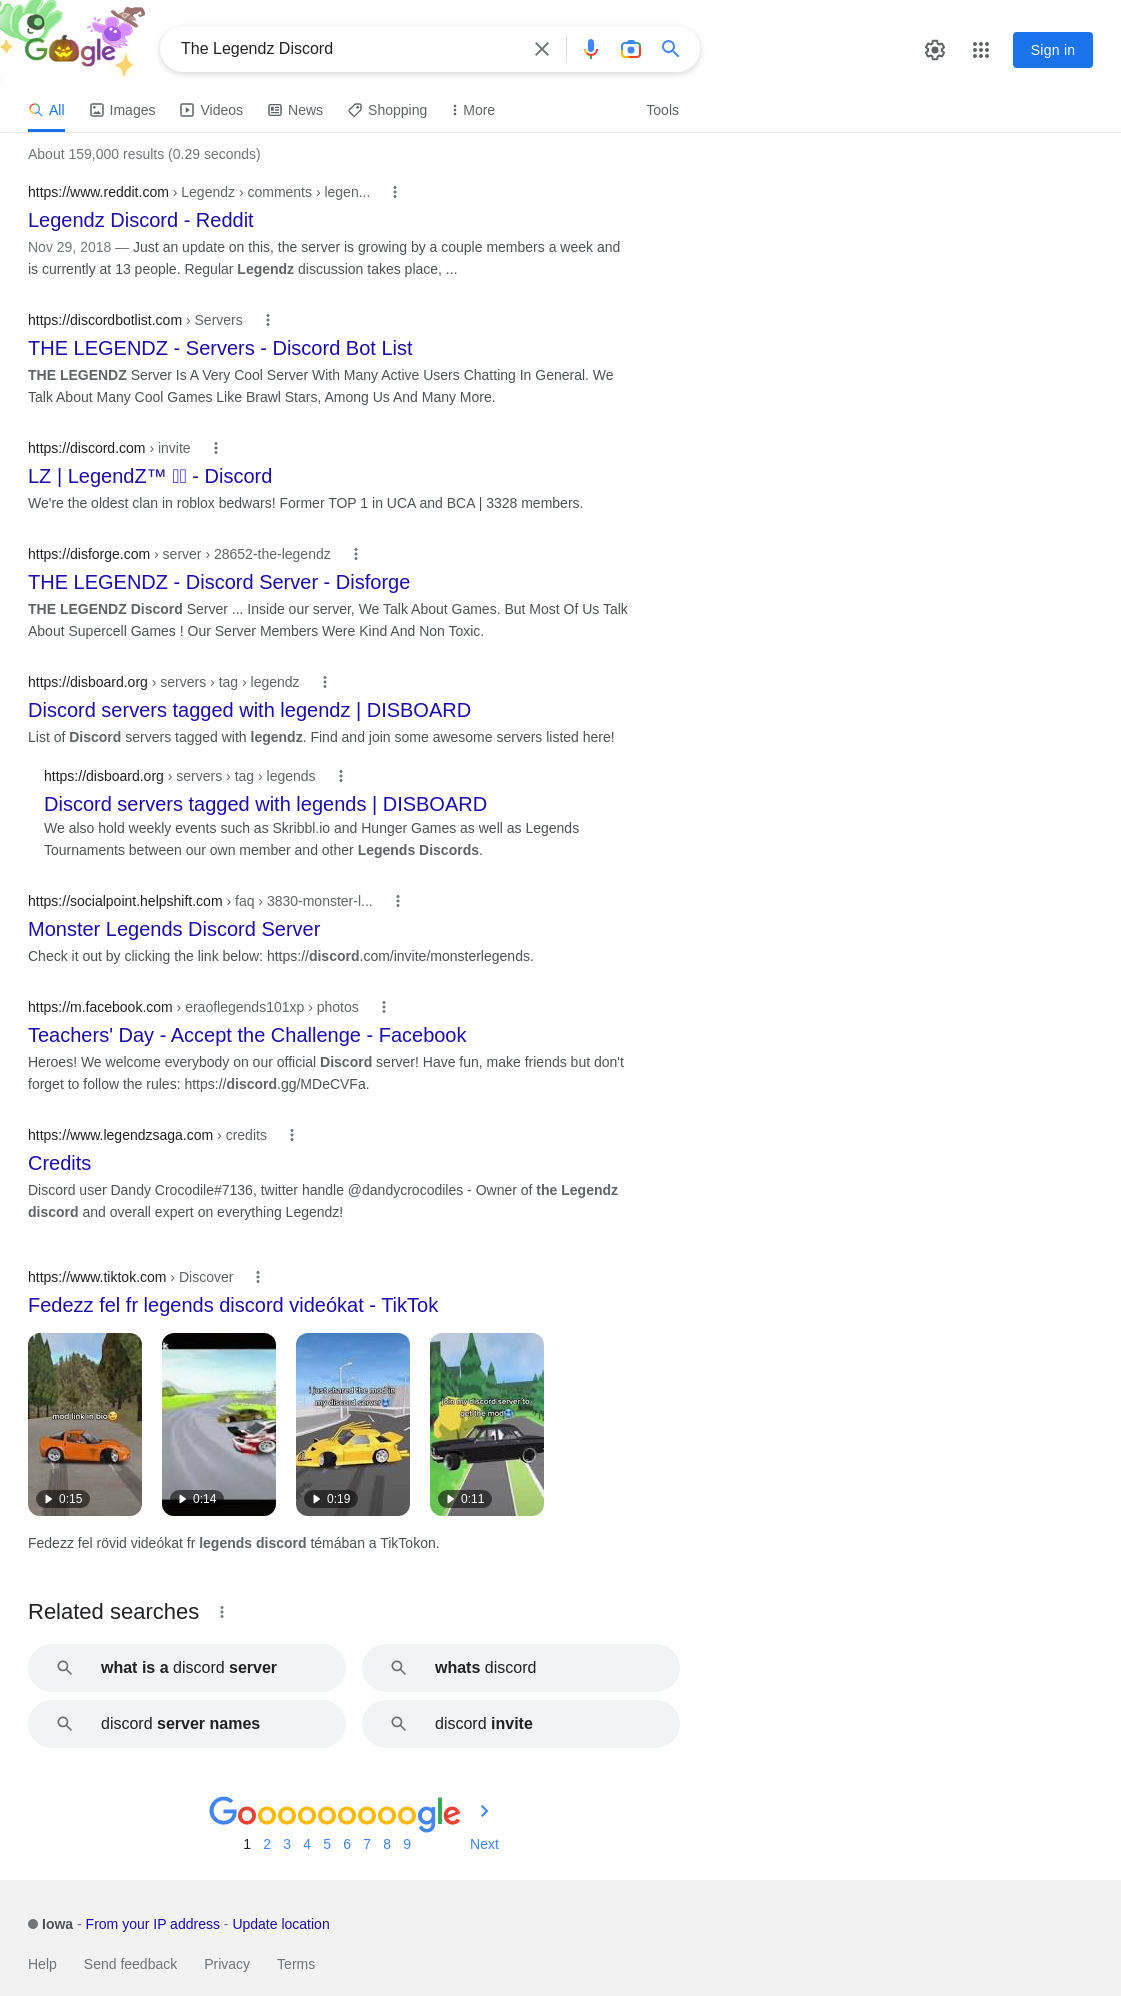 Google
The Legendz Discord
Sign in
All
Images
Videos
News
Shopping
More
Tools
About 159,000 results (0.29 seconds)
https://www.reddit.com › Legendz › comments › legen...
Legendz Discord - Reddit
Nov 29, 2018 — Just an update on this, the server is growing by a couple members a week and
is currently at 13 people. Regular Legendz discussion takes place, ...
https://discordbotlist.com › Servers
THE LEGENDZ - Servers - Discord Bot List
THE LEGENDZ Server Is A Very Cool Server With Many Active Users Chatting In General. We
Talk About Many Cool Games Like Brawl Stars, Among Us And Many More.
https://discord.com › invite
LZ | LegendZ™ - Discord
We're the oldest clan in roblox bedwars! Former TOP 1 in UCA and BCA | 3328 members.
https://disforge.com › server › 28652-the-legendz
THE LEGENDZ - Discord Server - Disforge
THE LEGENDZ Discord Server ... Inside our server, We Talk About Games. But Most Of Us Talk
About Supercell Games ! Our Server Members Were Kind And Non Toxic.
https://disboard.org › servers › tag › legendz
Discord servers tagged with legendz | DISBOARD
List of Discord servers tagged with legendz. Find and join some awesome servers listed here!
https://disboard.org › servers › tag › legends
Discord servers tagged with legends | DISBOARD
We also hold weekly events such as Skribbl.io and Hunger Games as well as Legends
Tournaments between our own member and other Legends Discords.
https://socialpoint.helpshift.com › faq › 3830-monster-l...
Monster Legends Discord Server
Check it out by clicking the link below: https://discord.com/invite/monsterlegends.
https://m.facebook.com › eraoflegends101xp › photos
Teachers' Day - Accept the Challenge - Facebook
Heroes! We welcome everybody on our official Discord server! Have fun, make friends but don't
forget to follow the rules: https://discord.gg/MDeCVFa.
https://www.legendzsaga.com › credits
Credits
Discord user Dandy Crocodile#7136, twitter handle @dandycrocodiles - Owner of the Legendz
discord and overall expert on everything Legendz!
https://www.tiktok.com › Discover
Fedezz fel fr legends discord videókat - TikTok
mod link in bio
0:15
0:14
i just shared the mod in
my discord server
0:19
join my discord server to
get the mod
0:11
Fedezz fel rövid videókat fr legends discord témában a TikTokon.
Related searches
what is a discord server
whats discord
discord server names
discord invite
Gooooooooogle
1 2 3 4 5 6 7 8 9 Next
Iowa - From your IP address - Update location
Help Send feedback Privacy Terms